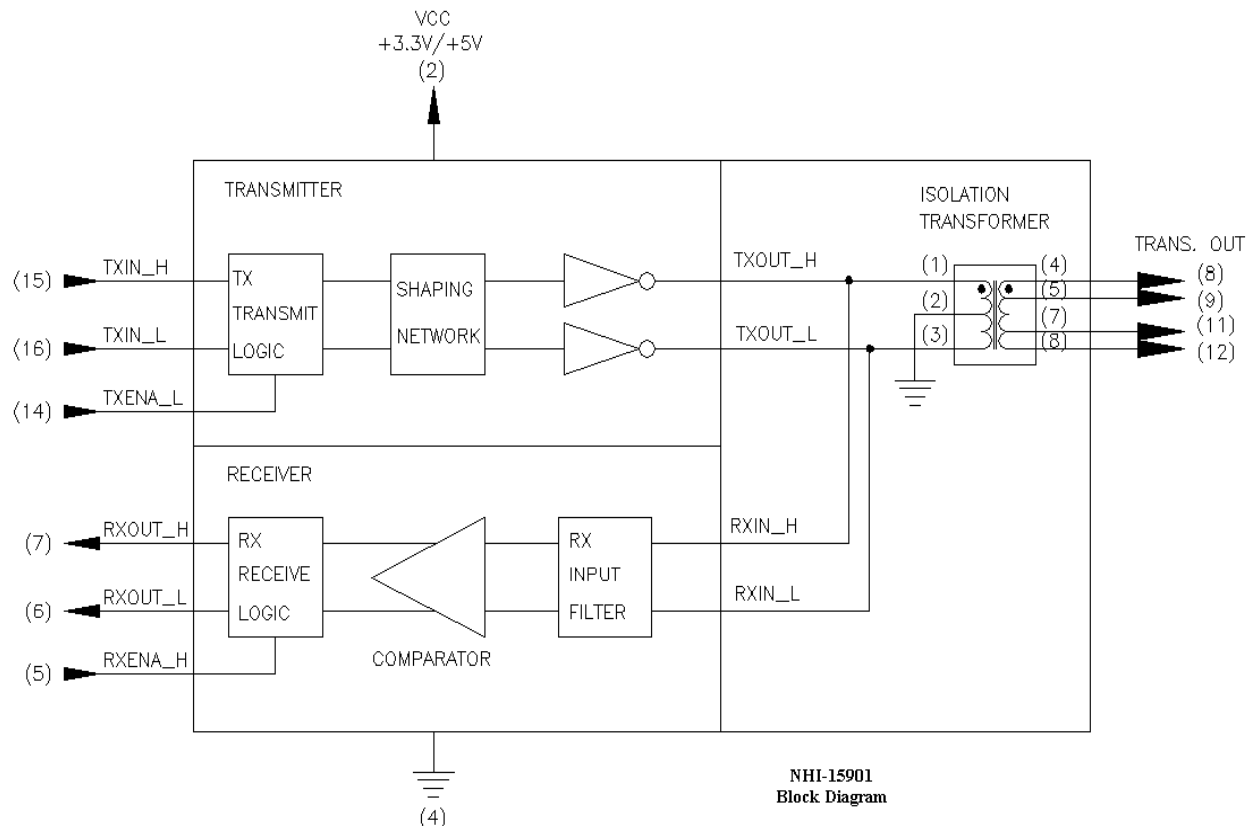 VCC
+3.3V/+5V
(2)
TRANSMITTER
ISOLATION
TRANSFORMER
TRANS. OUT
(15)
TXIN_H
TX
TRANSMIT
LOGIC
SHAPING
NETWORK
TXOUT_H
(1)
(4)
(8)
(5)
(9)
(2)
(7)
(11)
(16)
TXIN_L
TXOUT_L
(3)
(8)
(12)
(14)
TXENA_L
RECEIVER
(7)
RXOUT_H
RX
RECEIVE
LOGIC
RX
INPUT
FILTER
RXIN_H
(6)
RXOUT_L
RXIN_L
COMPARATOR
(5)
RXENA_H
(4)
NHI-15901
Block Diagram